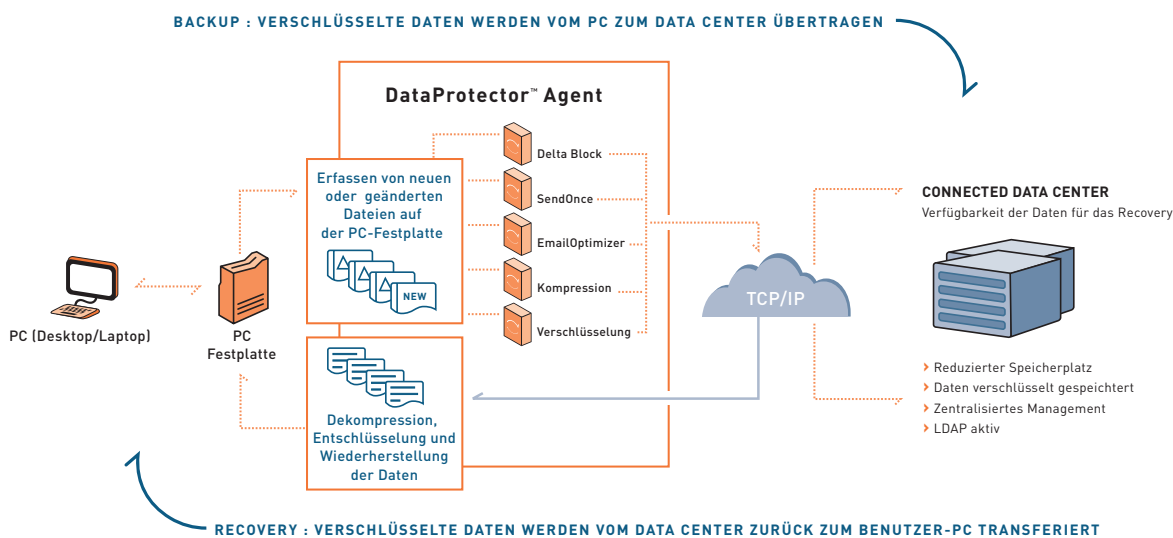 BACKUP : VERSCHLÜSSELTE DATEN WERDEN VOM PC ZUM DATA CENTER ÜBERTRAGEN
DataProtector™ Agent
Erfassen von neuen
oder geänderten
Dateien auf
der PC-Festplatte
NEW
Delta Block
SendOnce
EmailOptimizer
Kompression
Verschlüsselung
PC (Desktop/Laptop)
PC
Festplatte
Dekompression,
Entschlüsselung und
Wiederherstellung
der Daten
TCP/IP
CONNECTED DATA CENTER
Verfügbarkeit der Daten für das Recovery
› Reduzierter Speicherplatz
› Daten verschlüsselt gespeichtert
› Zentralisiertes Management
› LDAP aktiv
RECOVERY : VERSCHLÜSSELTE DATEN WERDEN VOM DATA CENTER ZURÜCK ZUM BENUTZER-PC TRANSFERIERT